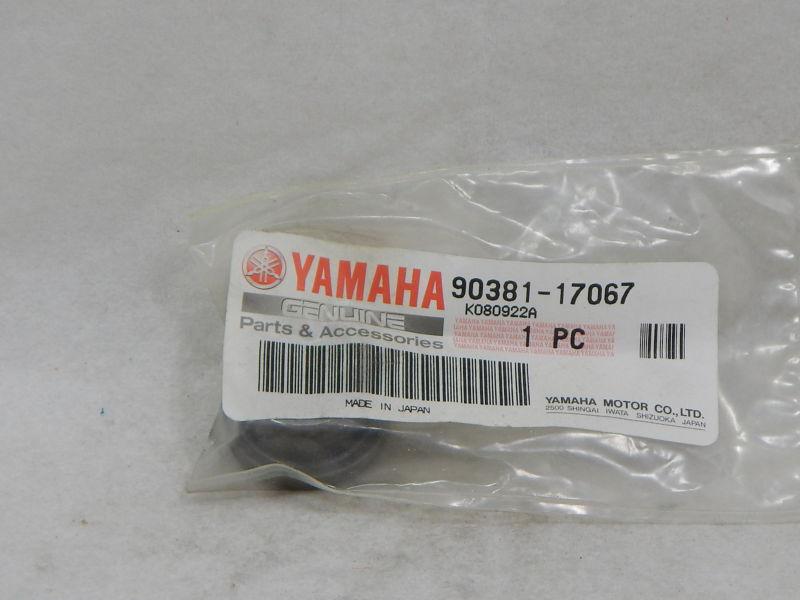 YAMAHA 90381-17067
GENUINE K080922A
Parts & Accessories 1 PC
MADE IN JAPAN
YAMAHA MOTOR CO.,LTD.
2500 SHINGAI IWATA SHIZUOKA JAPAN